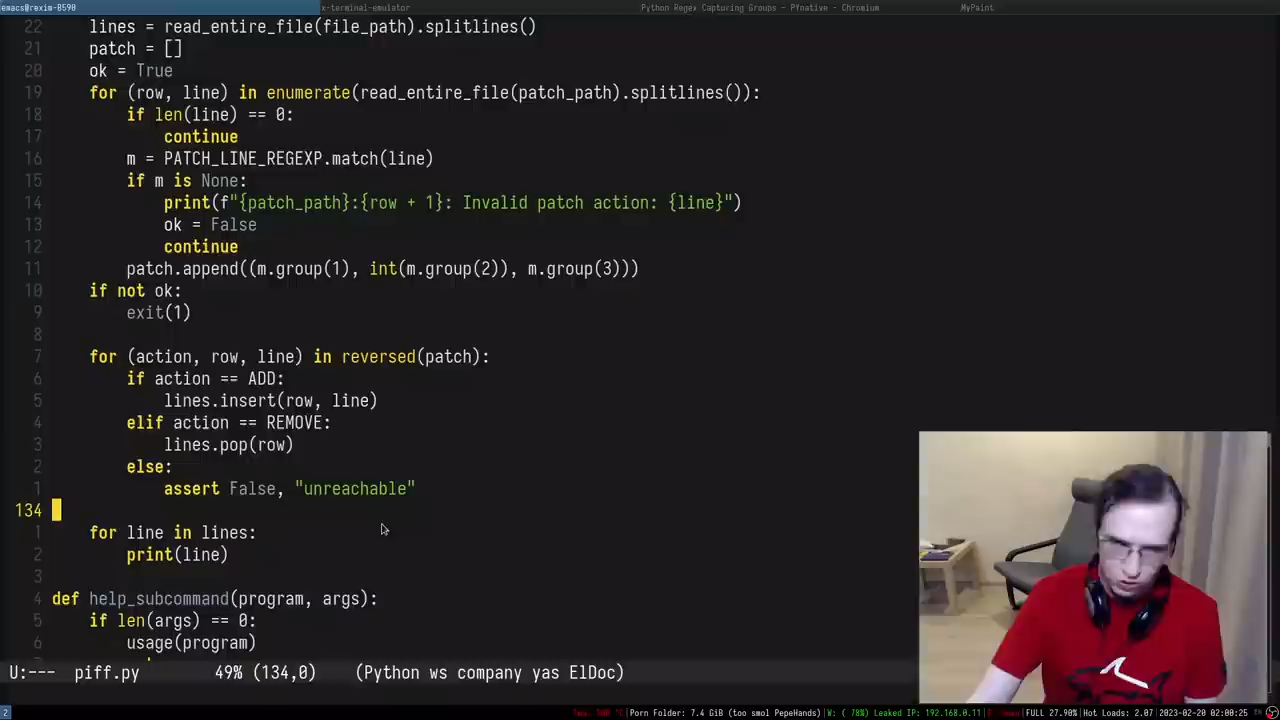 emacs@rexim-B590 x-terminal-emulator Python Regex Capturing Groups - PYnative - Chromium MyPaint
22 lines = read_entire_file(file_path).splitlines()
21 patch = []
20 ok = True
19 for (row, line) in enumerate(read_entire_file(patch_path).splitlines()):
18 if len(line) == 0:
17 continue
16 m = PATCH_LINE_REGEXP.match(line)
15 if m is None:
14 print(f"{patch_path}:{row + 1}: Invalid patch action: {line}")
13 ok = False
12 continue
11 patch.append((m.group(1), int(m.group(2)), m.group(3)))
10 if not ok:
9 exit(1)
8
7 for (action, row, line) in reversed(patch):
6 if action == ADD:
5 lines.insert(row, line)
4 elif action == REMOVE:
3 lines.pop(row)
2 else:
1 assert False, "unreachable"
134
1 for line in lines:
2 print(line)
3
4 def help_subcommand(program, args):
5 if len(args) == 0:
6 usage(program)
U:--- piff.py 49% (134,0) (Python ws company yas ElDoc)
2 Porn Folder: 7.4 GiB (too smol PepeHands) W: ( 78%) Leaked IP: 192.168.0.11 FULL 27.90% Hot Loads: 2.07 2023-02-20 02:00:25